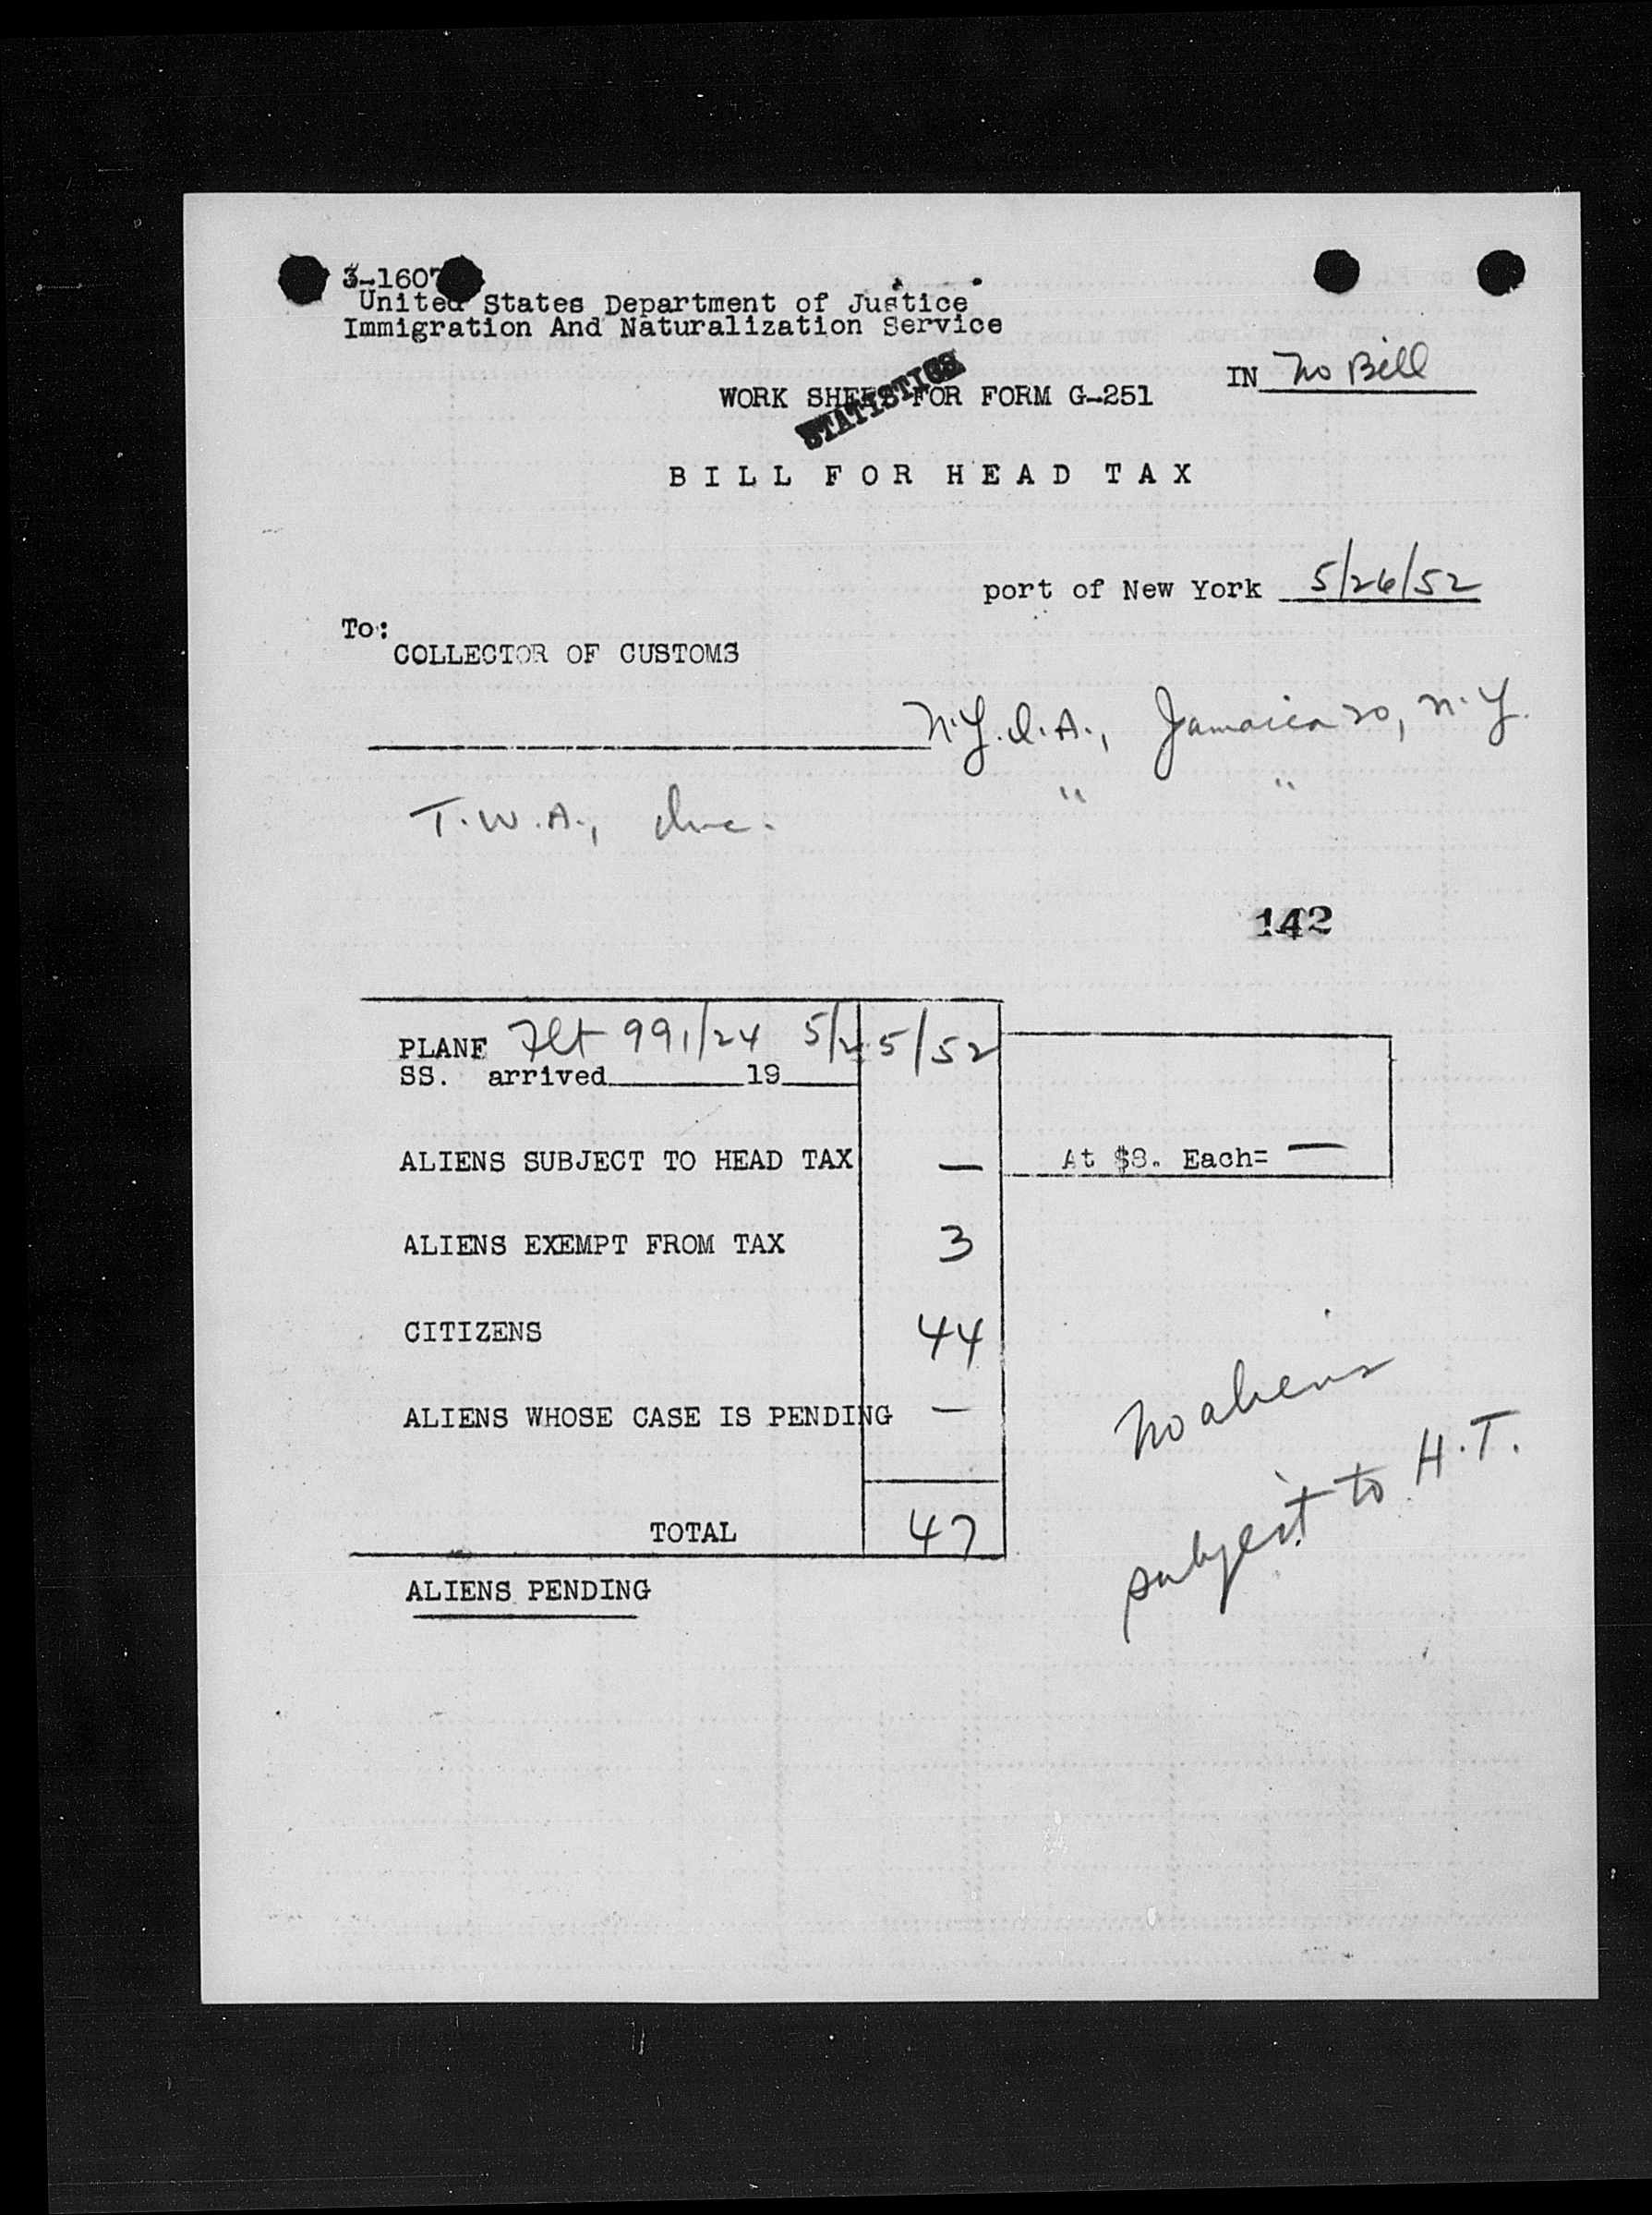 3-1607
United States Department of Justice
Immigration And Naturalization Service
IN No Bill
WORK SHEET FOR FORM G-251
STATISTICS
BILL FOR HEAD TAX
port of New York 5/26/52
To:
COLLECTOR OF CUSTOMS
N.Y.I.A., Jamaica 20, N.Y.
T.W.A., Inc. " "
142
PLANE Flt 991/24 5/25/52
SS. arrived 19
ALIENS SUBJECT TO HEAD TAX — At $8. Each= —
ALIENS EXEMPT FROM TAX 3
CITIZENS 44
ALIENS WHOSE CASE IS PENDING —
No aliens
subject to H.T.
TOTAL 47
ALIENS PENDING